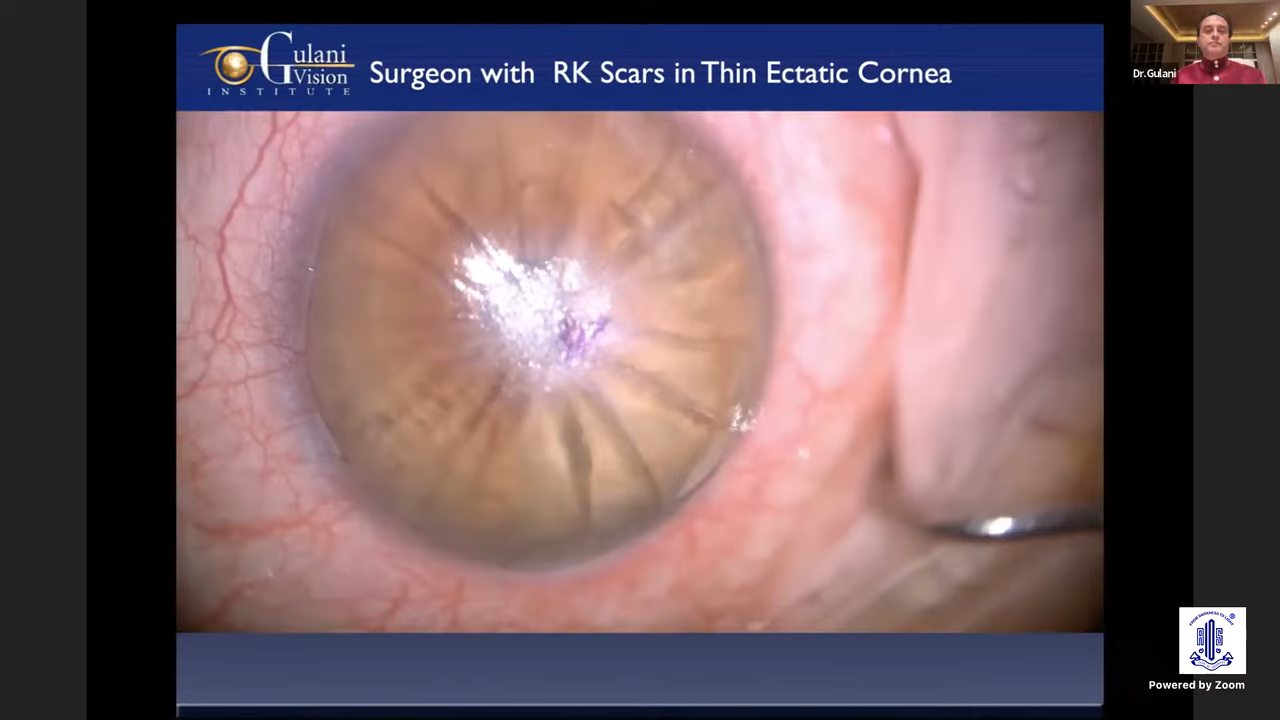 Gulani
Vision
INSTITUTE
Surgeon with RK Scars in Thin Ectatic Cornea
Dr.Gulani
Powered by Zoom